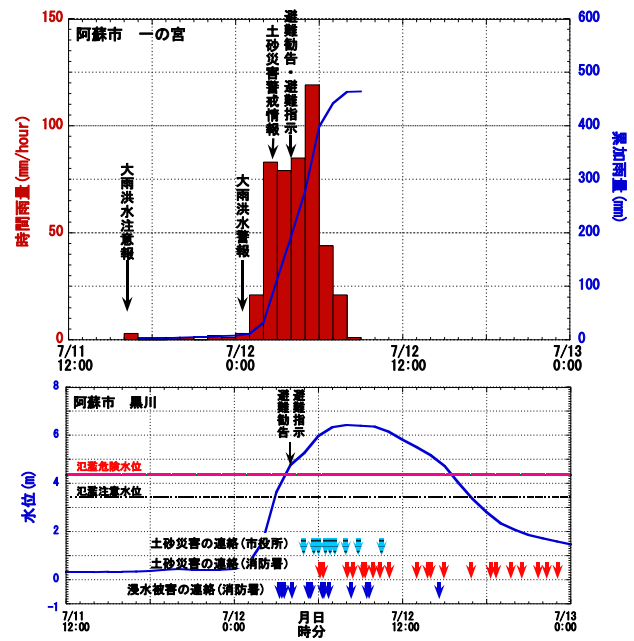 150
100
50
0
時間雨量(mm/hour)
阿蘇市 一の宮
大雨洪水注意報
大雨洪水警報
土砂災害警戒情報
避難勧告・避難指示
600
500
400
300
200
100
0
累加雨量(mm)
7/11
12:00
7/12
0:00
7/12
12:00
7/13
0:00
8
6
4
2
0
-1
水位(m)
阿蘇市 黒川
避難勧告
避難指示
氾濫危険水位
氾濫注意水位
土砂災害の連絡(市役所)
土砂災害の連絡(消防署)
浸水被害の連絡(消防署)
7/11
12:00
7/12
0:00
月日
時分
7/12
12:00
7/13
0:00